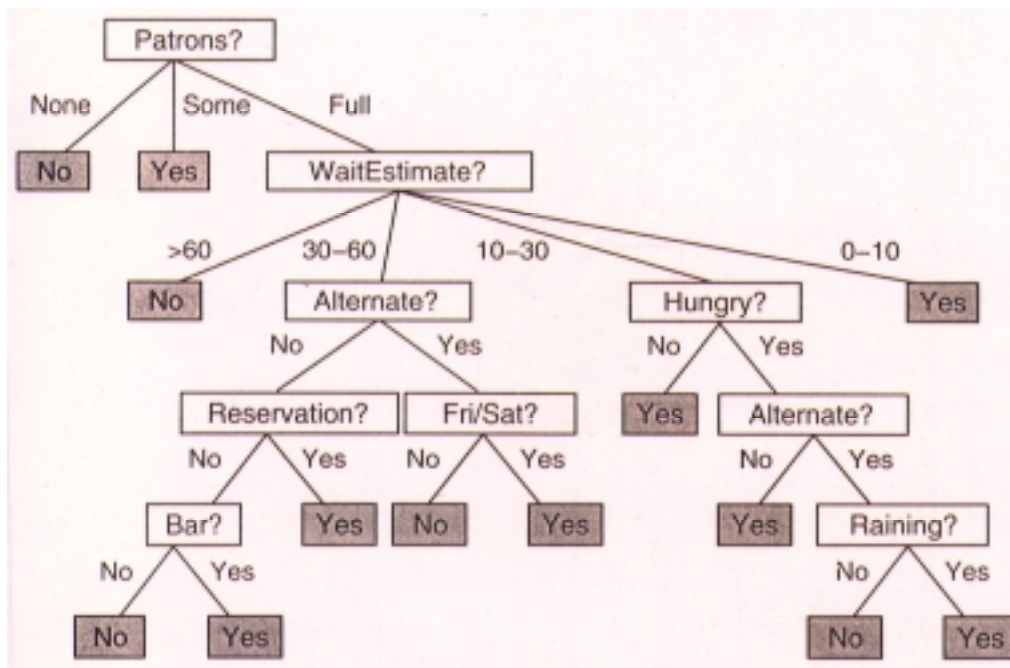 Patrons?
None Some Full
No Yes WaitEstimate?
>60 30–60 10–30 0–10
No Alternate? Hungry? Yes
No Yes No Yes
Reservation? Fri/Sat? Yes Alternate?
No Yes No Yes No Yes
Bar? Yes No Yes Yes Raining?
No Yes No Yes
No Yes No Yes